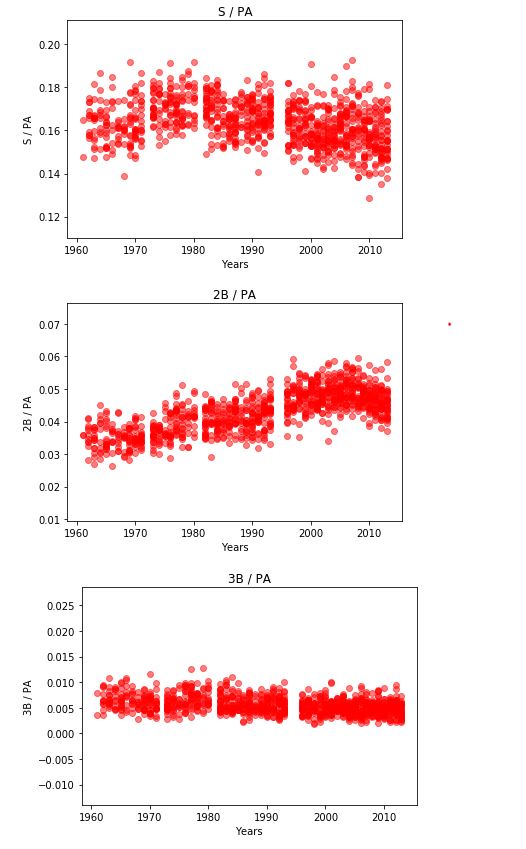 S / PA
0.20
0.18
0.16
0.14
0.12
S / PA
1960 1970 1980 1990 2000 2010
Years
2B / PA
0.07
0.06
0.05
0.04
0.03
0.02
0.01
2B / PA
1960 1970 1980 1990 2000 2010
Years
3B / PA
0.025
0.020
0.015
0.010
0.005
0.000
−0.005
−0.010
3B / PA
1960 1970 1980 1990 2000 2010
Years